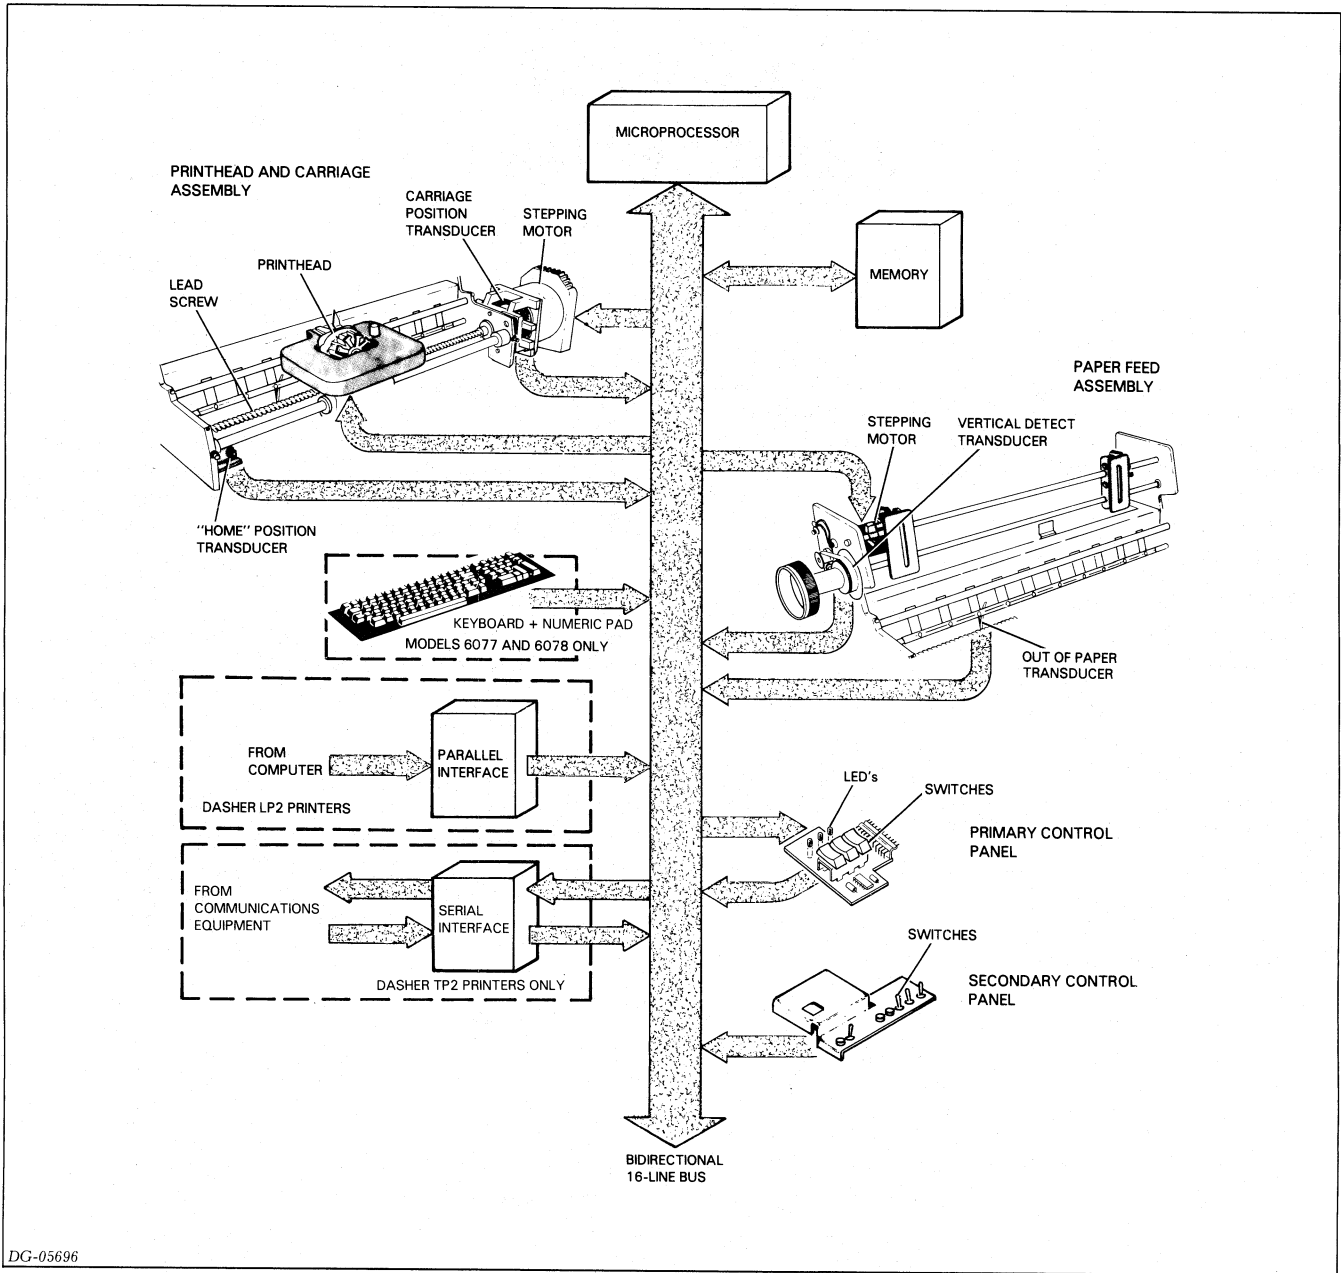 MICROPROCESSOR
PRINTHEAD AND CARRIAGE
ASSEMBLY
CARRIAGE
POSITION
TRANSDUCER
STEPPING
MOTOR
PRINTHEAD
LEAD
SCREW
MEMORY
PAPER FEED
ASSEMBLY
STEPPING
MOTOR
VERTICAL DETECT
TRANSDUCER
"HOME" POSITION
TRANSDUCER
KEYBOARD + NUMERIC PAD
MODELS 6077 AND 6078 ONLY
OUT OF PAPER
TRANSDUCER
FROM
COMPUTER
PARALLEL
INTERFACE
DASHER LP2 PRINTERS
LED's
SWITCHES
PRIMARY CONTROL
PANEL
FROM
COMMUNICATIONS
EQUIPMENT
SERIAL
INTERFACE
DASHER TP2 PRINTERS ONLY
SWITCHES
SECONDARY CONTROL
PANEL
BIDIRECTIONAL
16-LINE BUS
DG-05696